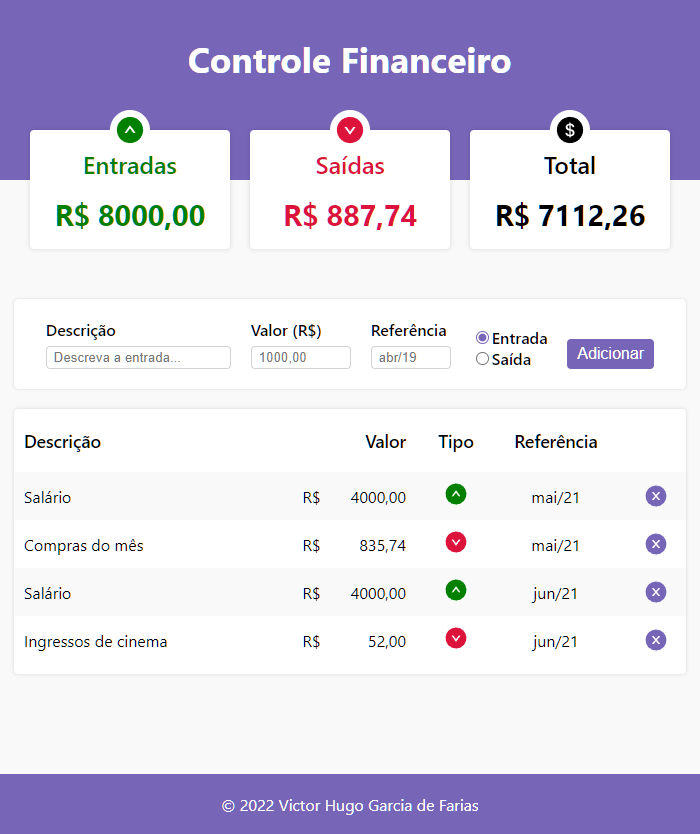 Controle Financeiro
$
Entradas Saídas Total
R$ 8000,00 R$ 887,74 R$ 7112,26
Descrição Valor (R$) Referência
Entrada
Descreva a entrada... 1000,00 abr/19 Adicionar
Saída
Descrição Valor Tipo Referência
Salário R$ 4000,00 mai/21 X
Compras do mês R$ 835,74 mai/21 X
Salário R$ 4000,00 jun/21 X
Ingressos de cinema R$ 52,00 jun/21 X
© 2022 Victor Hugo Garcia de Farias